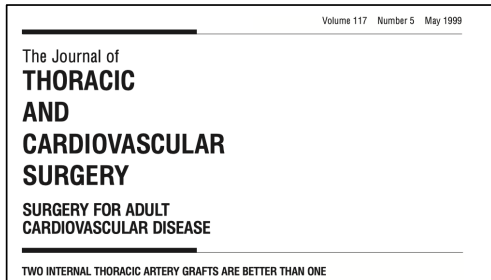 Volume 117 Number 5 May 1999
The Journal of
THORACIC
AND
CARDIOVASCULAR
SURGERY
SURGERY FOR ADULT
CARDIOVASCULAR DISEASE
TWO INTERNAL THORACIC ARTERY GRAFTS ARE BETTER THAN ONE